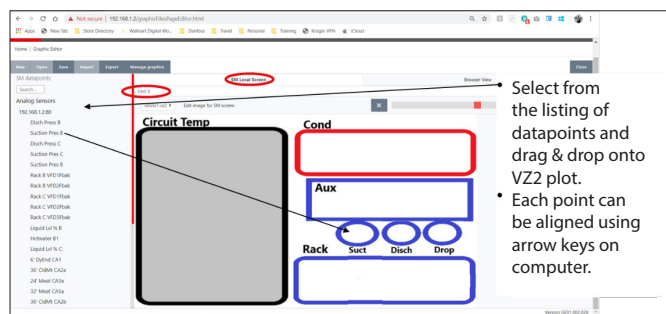 Not secure | 192.168.1.2/graphicFilesPageEditor.html
Apps New Tab Store Directory Walmart Digital Wo... Danfoss Travel Personal Training Kroger VPN iCloud
Home / Graphic Editor
New Open Save Import Export Manage graphics Close
SM datapoints
SM Local Screen
Browser View
Search...
Unit 0
Edit image for SM screen
Analog Sensors
192.168.1.2:80
Disch Press B
Suction Pres B
Disch Press C
Suction Pres C
Suction Pres B
Rack B VFD1Fbak
Rack B VFD2Fbak
Rack C VFD1Fbak
Rack C VFD2Fbak
Rack C VFD3Fbak
Liquid Lvl % B
Hotwater B1
Liquid Lvl % C
6' DyEnd CA1
36' CldMt CA2a
24' Meat CA3a
32' Meat CA5a
36' CldMt CA2b
Circuit Temp
Cond
Aux
Rack Suct Disch Drop
• Select from
the listing of
datapoints and
drag & drop onto
VZ2 plot.
• Each point can
be aligned using
arrow keys on
computer.